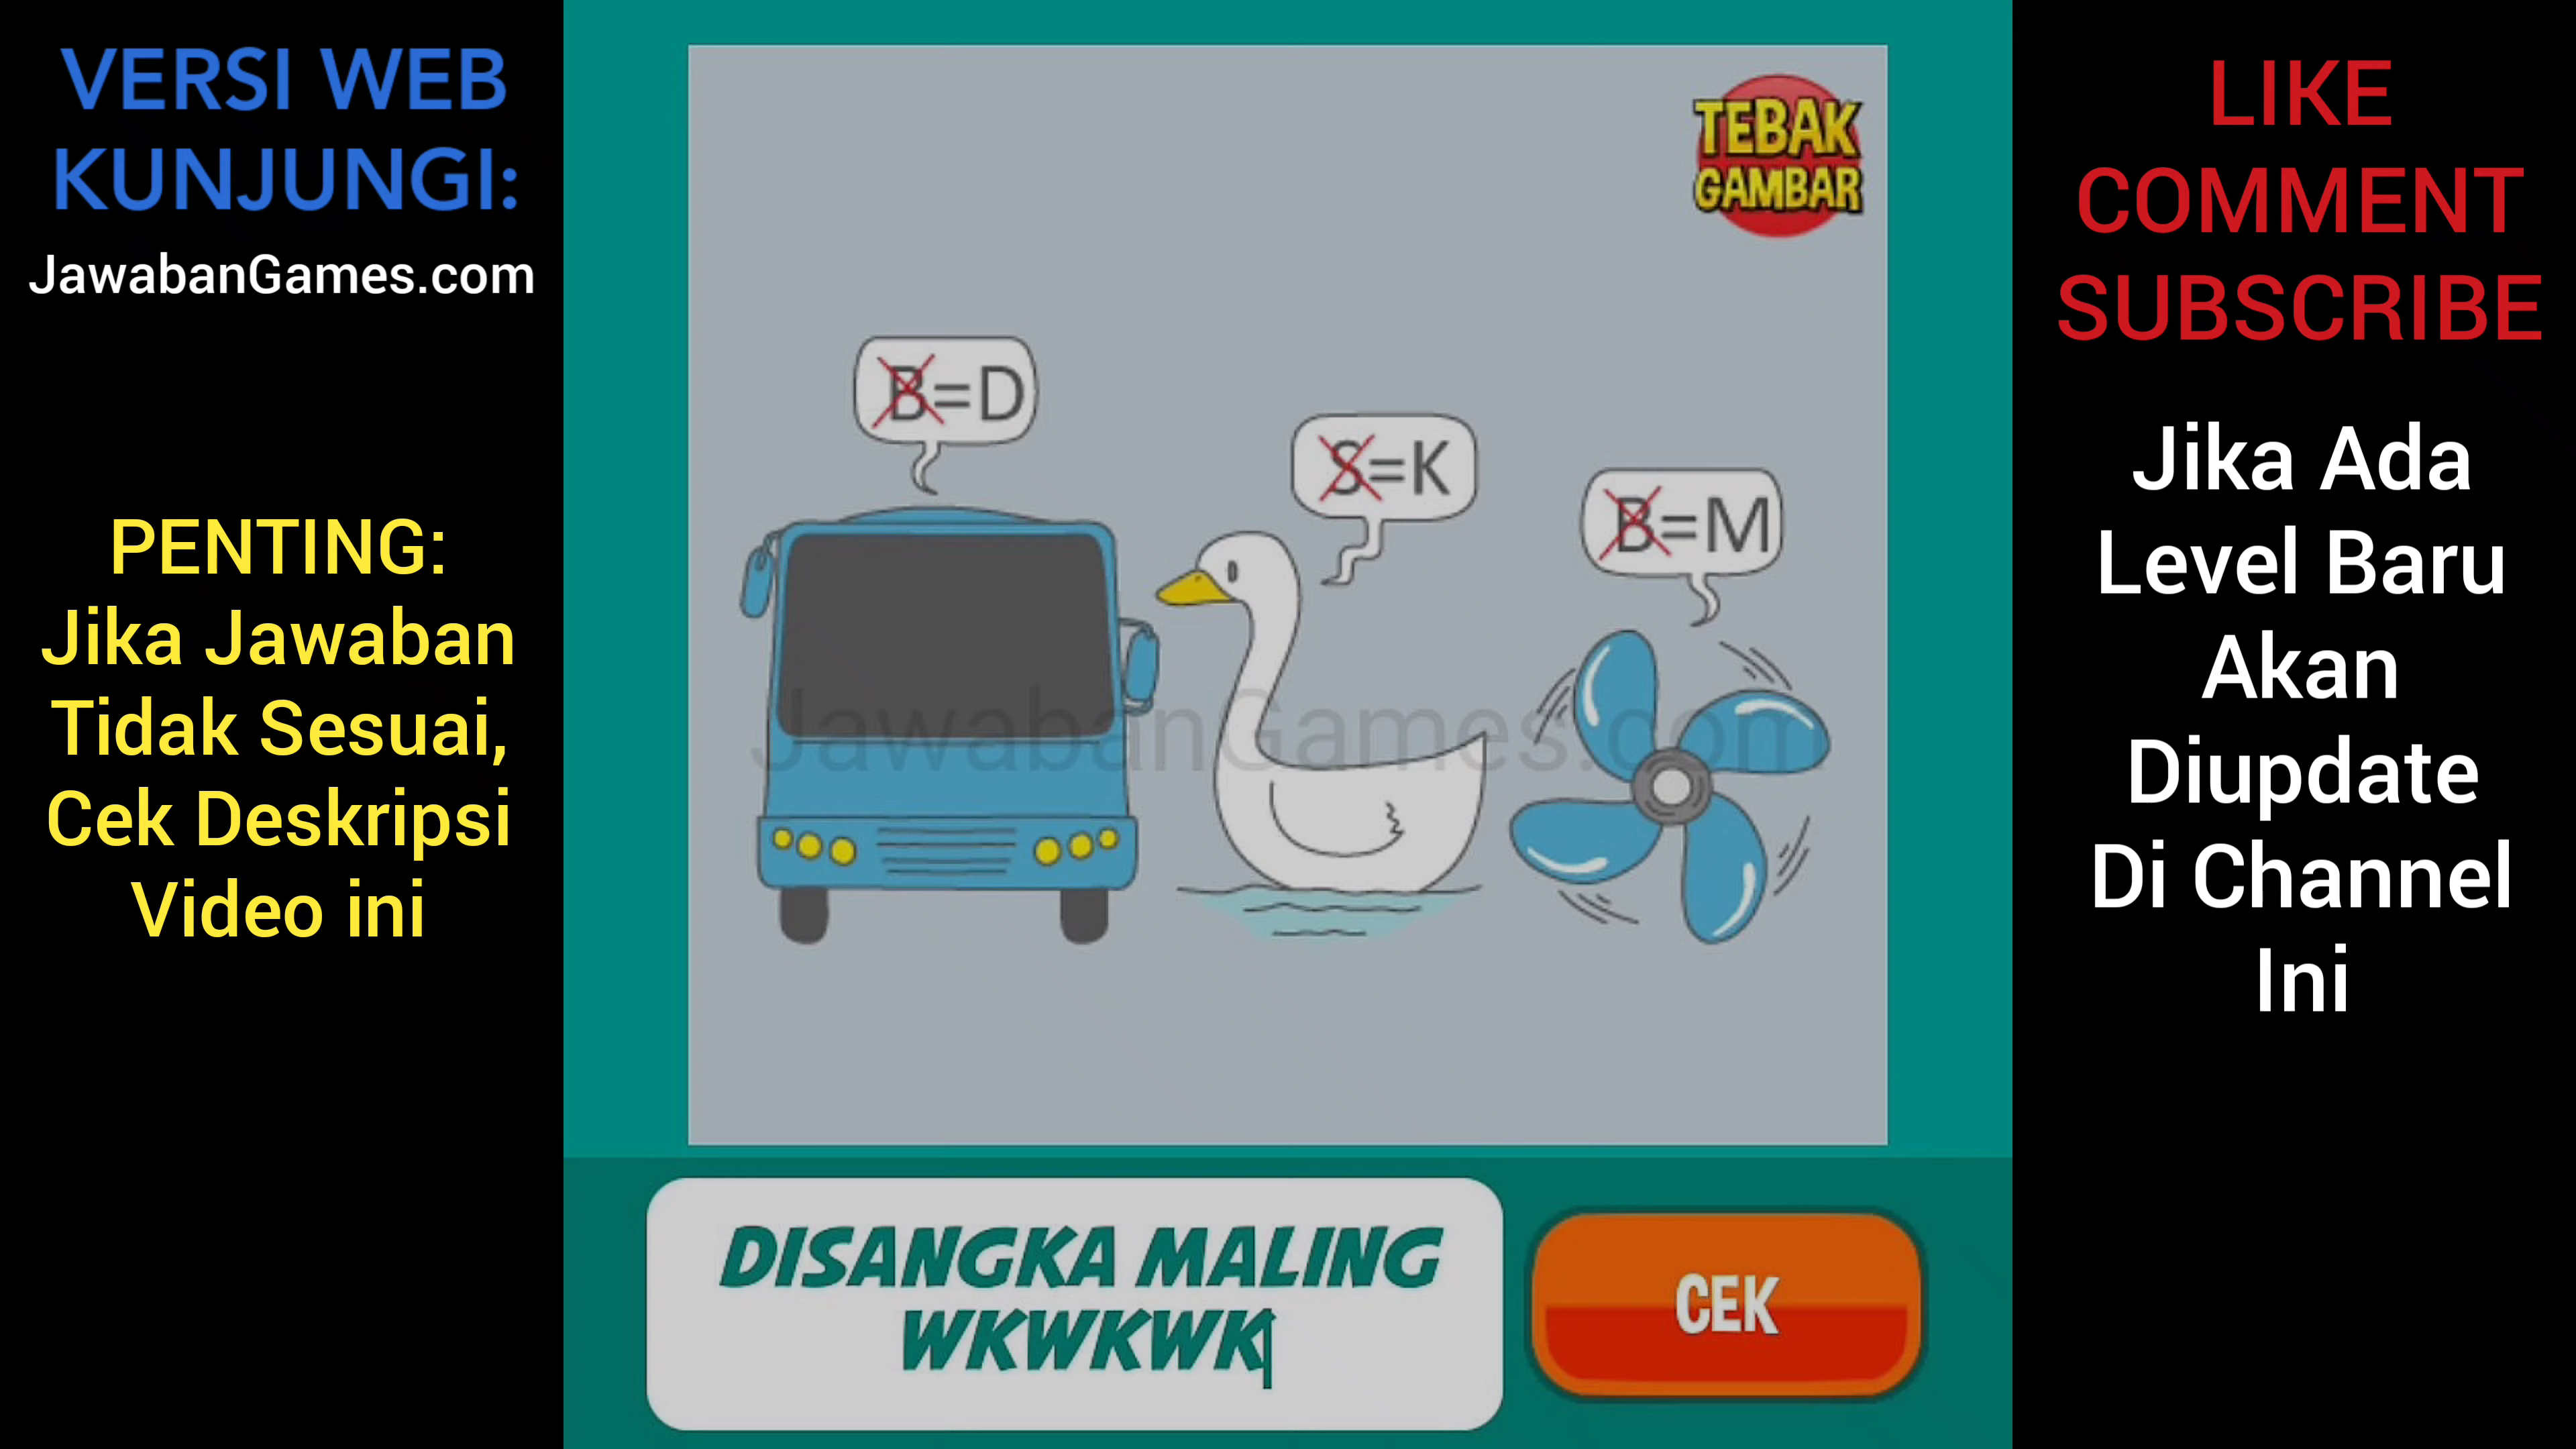 VERSI WEB
KUNJUNGI:
JawabanGames.com
PENTING:
Jika Jawaban
Tidak Sesuai,
Cek Deskripsi
Video ini
TEBAK
GAMBAR
B=D
S=K
B=M
JawabanGames.com
DISANGKA MALING
WKWKWK
CEK
LIKE
COMMENT
SUBSCRIBE
Jika Ada
Level Baru
Akan
Diupdate
Di Channel
Ini